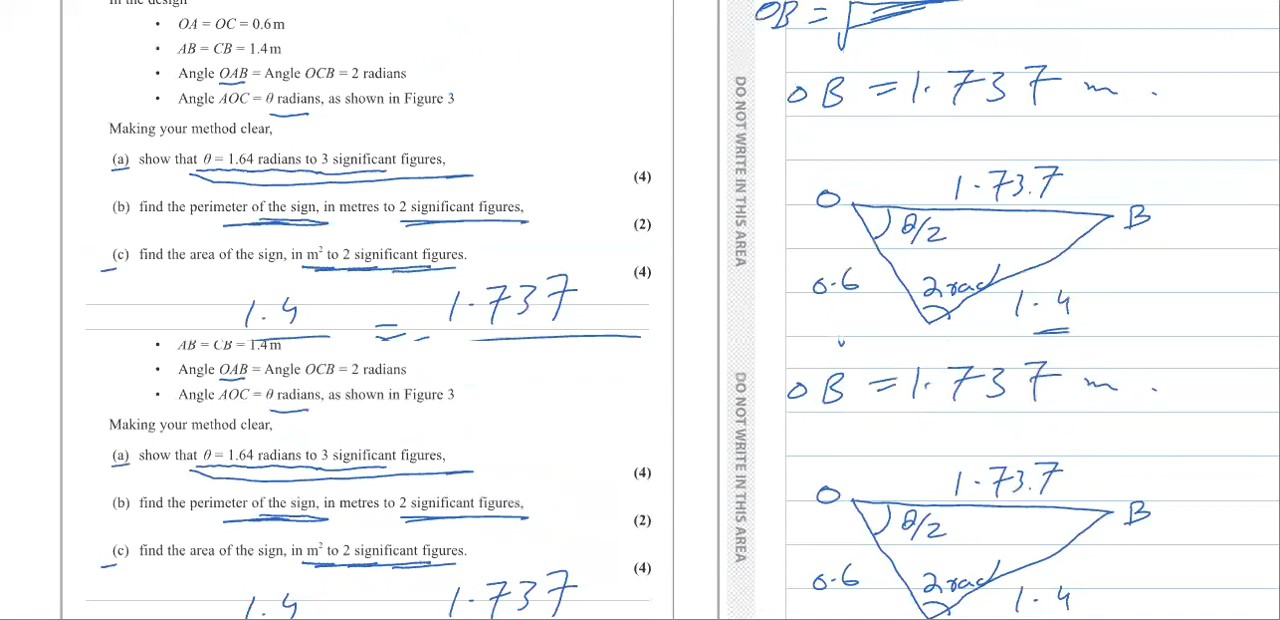 • OA = OC = 0.6 m
• AB = CB = 1.4 m
• Angle OAB = Angle OCB = 2 radians
• Angle AOC = θ radians, as shown in Figure 3
Making your method clear,
(a) show that θ = 1.64 radians to 3 significant figures,
(4)
(b) find the perimeter of the sign, in metres to 2 significant figures,
(2)
(c) find the area of the sign, in m² to 2 significant figures.
(4)
1.4 = 1.737
• AB = CB = 1.4 m
• Angle OAB = Angle OCB = 2 radians
• Angle AOC = θ radians, as shown in Figure 3
Making your method clear,
(a) show that θ = 1.64 radians to 3 significant figures,
(4)
(b) find the perimeter of the sign, in metres to 2 significant figures,
(2)
(c) find the area of the sign, in m² to 2 significant figures.
(4)
1.4 1.737
DO NOT WRITE IN THIS AREA
DO NOT WRITE IN THIS AREA
OB = √
OB = 1.737 m .
1.737
O B
θ/2
0.6 2 rad 1.4
OB = 1.737 m .
1.737
O B
θ/2
0.6 2 rad 1.4